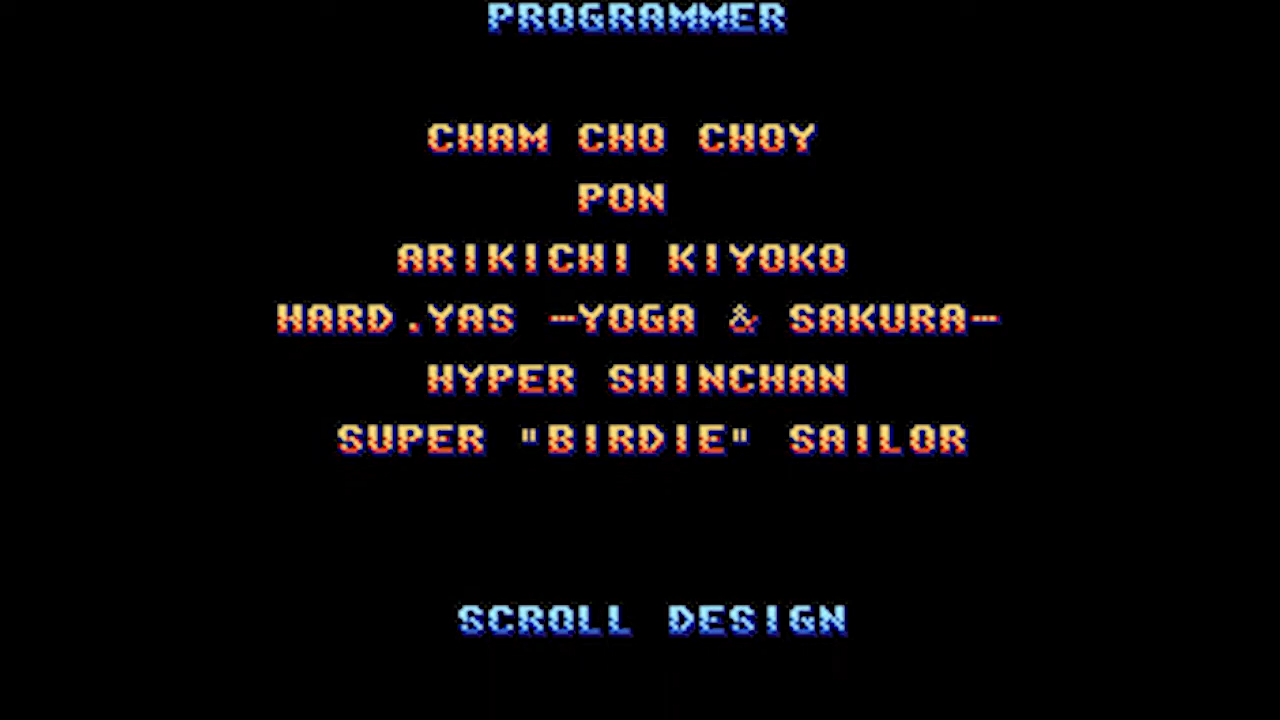 PROGRAMMER
CHAM CHO CHOY
PON
ARIKICHI KIYOKO
HARD.YAS -YOGA & SAKURA-
HYPER SHINCHAN
SUPER "BIRDIE" SAILOR
SCROLL DESIGN